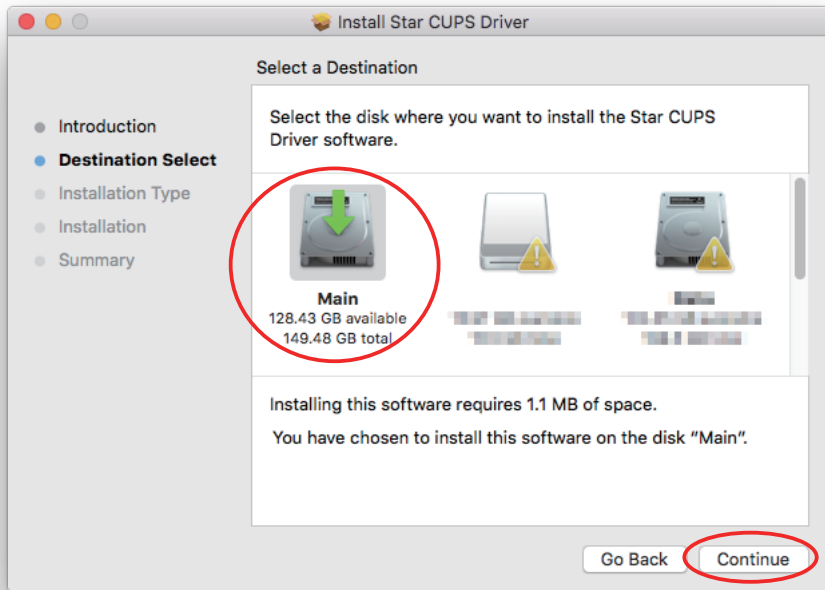 Install Star CUPS Driver
Select a Destination
Introduction
Destination Select
Installation Type
Installation
Summary
Select the disk where you want to install the Star CUPS
Driver software.
Main
128.43 GB available
149.48 GB total
Installing this software requires 1.1 MB of space.
You have chosen to install this software on the disk “Main”.
Go Back
Continue